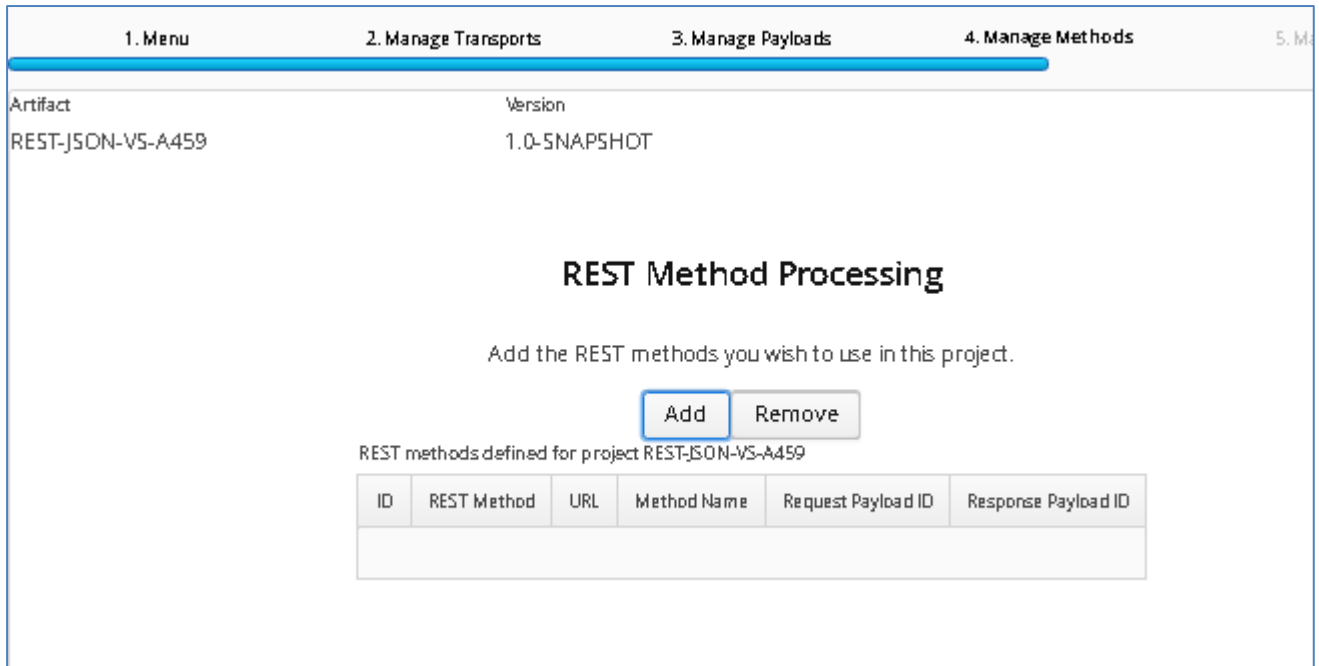 1. Menu 2. Manage Transports 3. Manage Payloads 4. Manage Methods 5. Ma
Artifact Version
REST-JSON-VS-A459 1.0-SNAPSHOT
REST Method Processing
Add the REST methods you wish to use in this project.
Add Remove
REST methods defined for project REST-JSON-VS-A459
ID REST Method URL Method Name Request Payload ID Response Payload ID